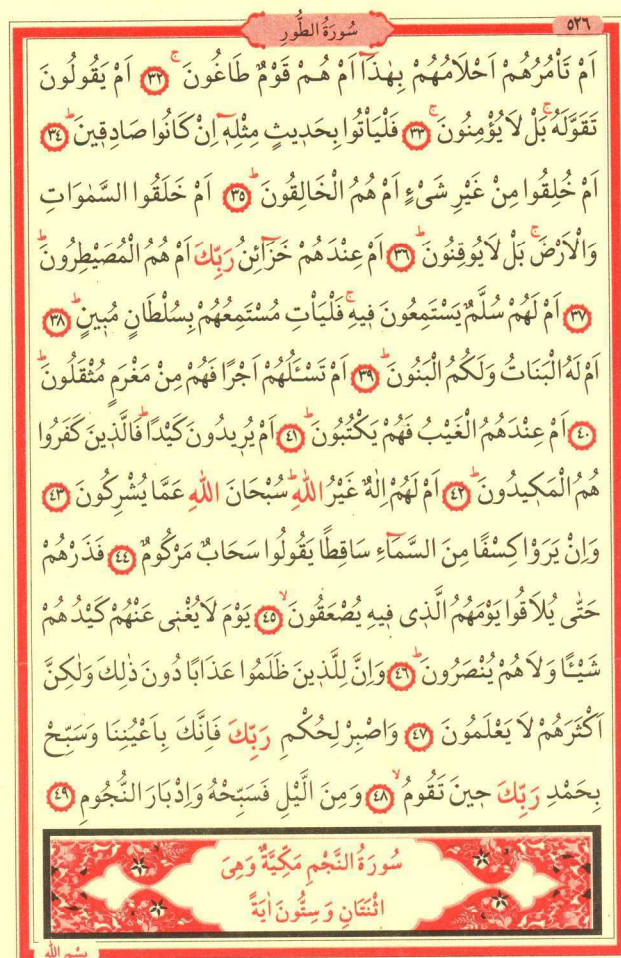 ٥٢٦
سُورَةُ الطُّورِ
اَمْ تَأْمُرُهُمْ اَحْلَامُهُمْ بِهٰذَٓا اَمْ هُمْ قَوْمٌ طَاغُونَۚ ﴿٣٢﴾ اَمْ يَقُولُونَ
تَقَوَّلَهُۚ بَلْ لَا يُؤْمِنُونَۚ ﴿٣٣﴾ فَلْيَأْتُوا بِحَد۪يثٍ مِثْلِه۪ٓ اِنْ كَانُوا صَادِق۪ينَۜ ﴿٣٤﴾
اَمْ خُلِقُوا مِنْ غَيْرِ شَيْءٍ اَمْ هُمُ الْخَالِقُونَۜ ﴿٣٥﴾ اَمْ خَلَقُوا السَّمٰوَاتِ
وَالْاَرْضَۚ بَلْ لَا يُوقِنُونَۜ ﴿٣٦﴾ اَمْ عِنْدَهُمْ خَزَٓائِنُ رَبِّكَ اَمْ هُمُ الْمُصَيْطِرُونَۜ
﴿٣٧﴾ اَمْ لَهُمْ سُلَّمٌ يَسْتَمِعُونَ ف۪يهِۚ فَلْيَأْتِ مُسْتَمِعُهُمْ بِسُلْطَانٍ مُب۪ينٍۜ ﴿٣٨﴾
اَمْ لَهُ الْبَنَاتُ وَلَكُمُ الْبَنُونَۜ ﴿٣٩﴾ اَمْ تَسْـَٔلُهُمْ اَجْرًا فَهُمْ مِنْ مَغْرَمٍ مُثْقَلُونَۜ
﴿٤٠﴾ اَمْ عِنْدَهُمُ الْغَيْبُ فَهُمْ يَكْتُبُونَۜ ﴿٤١﴾ اَمْ يُر۪يدُونَ كَيْدًاۜ فَالَّذ۪ينَ كَفَرُوا
هُمُ الْمَك۪يدُونَۜ ﴿٤٢﴾ اَمْ لَهُمْ اِلٰهٌ غَيْرُ اللّٰهِۜ سُبْحَانَ اللّٰهِ عَمَّا يُشْرِكُونَ ﴿٤٣﴾
وَاِنْ يَرَوْا كِسْفًا مِنَ السَّمَٓاءِ سَاقِطًا يَقُولُوا سَحَابٌ مَرْكُومٌ ﴿٤٤﴾ فَذَرْهُمْ
حَتّٰى يُلَاقُوا يَوْمَهُمُ الَّذ۪ي ف۪يهِ يُصْعَقُونَۙ ﴿٤٥﴾ يَوْمَ لَا يُغْن۪ي عَنْهُمْ كَيْدُهُمْ
شَيْـًٔا وَلَا هُمْ يُنْصَرُونَۜ ﴿٤٦﴾ وَاِنَّ لِلَّذ۪ينَ ظَلَمُوا عَذَابًا دُونَ ذٰلِكَ وَلٰكِنَّ
اَكْثَرَهُمْ لَا يَعْلَمُونَ ﴿٤٧﴾ وَاصْبِرْ لِحُكْمِ رَبِّكَ فَاِنَّكَ بِاَعْيُنِنَا وَسَبِّحْ
بِحَمْدِ رَبِّكَ ح۪ينَ تَقُومُۙ ﴿٤٨﴾ وَمِنَ الَّيْلِ فَسَبِّحْهُ وَاِدْبَارَ النُّجُومِ ﴿٤٩﴾
سُورَةُ النَّجْمِ مَكِّيَّةٌ وَهِيَ
اثْنَتَانِ وَسِتُّونَ اٰيَةً
بِسْمِ اللّٰهِ